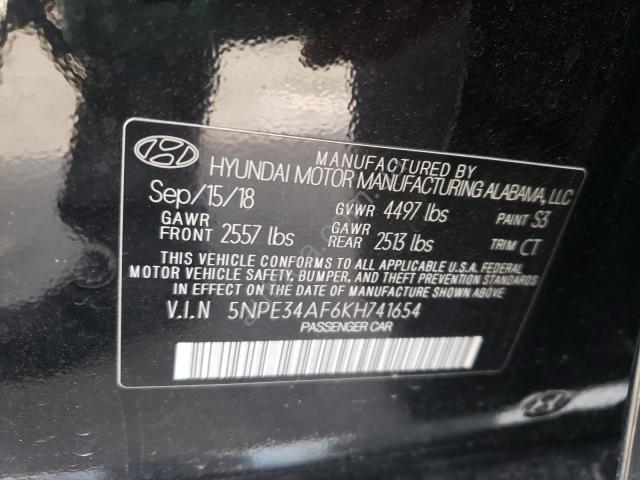 MANUFACTURED BY
HYUNDAI MOTOR MANUFACTURING ALABAMA, LLC
Sep/15/18 GVWR 4497 lbs PAINT S3
GAWR FRONT 2557 lbs GAWR REAR 2513 lbs TRIM CT
THIS VEHICLE CONFORMS TO ALL APPLICABLE U.S.A. FEDERAL
MOTOR VEHICLE SAFETY, BUMPER, AND THEFT PREVENTION STANDARDS
IN EFFECT ON THE DATE OF MANUFACTURE SHOWN ABOVE.
V.I.N 5NPE34AF6KH741654
PASSENGER CAR